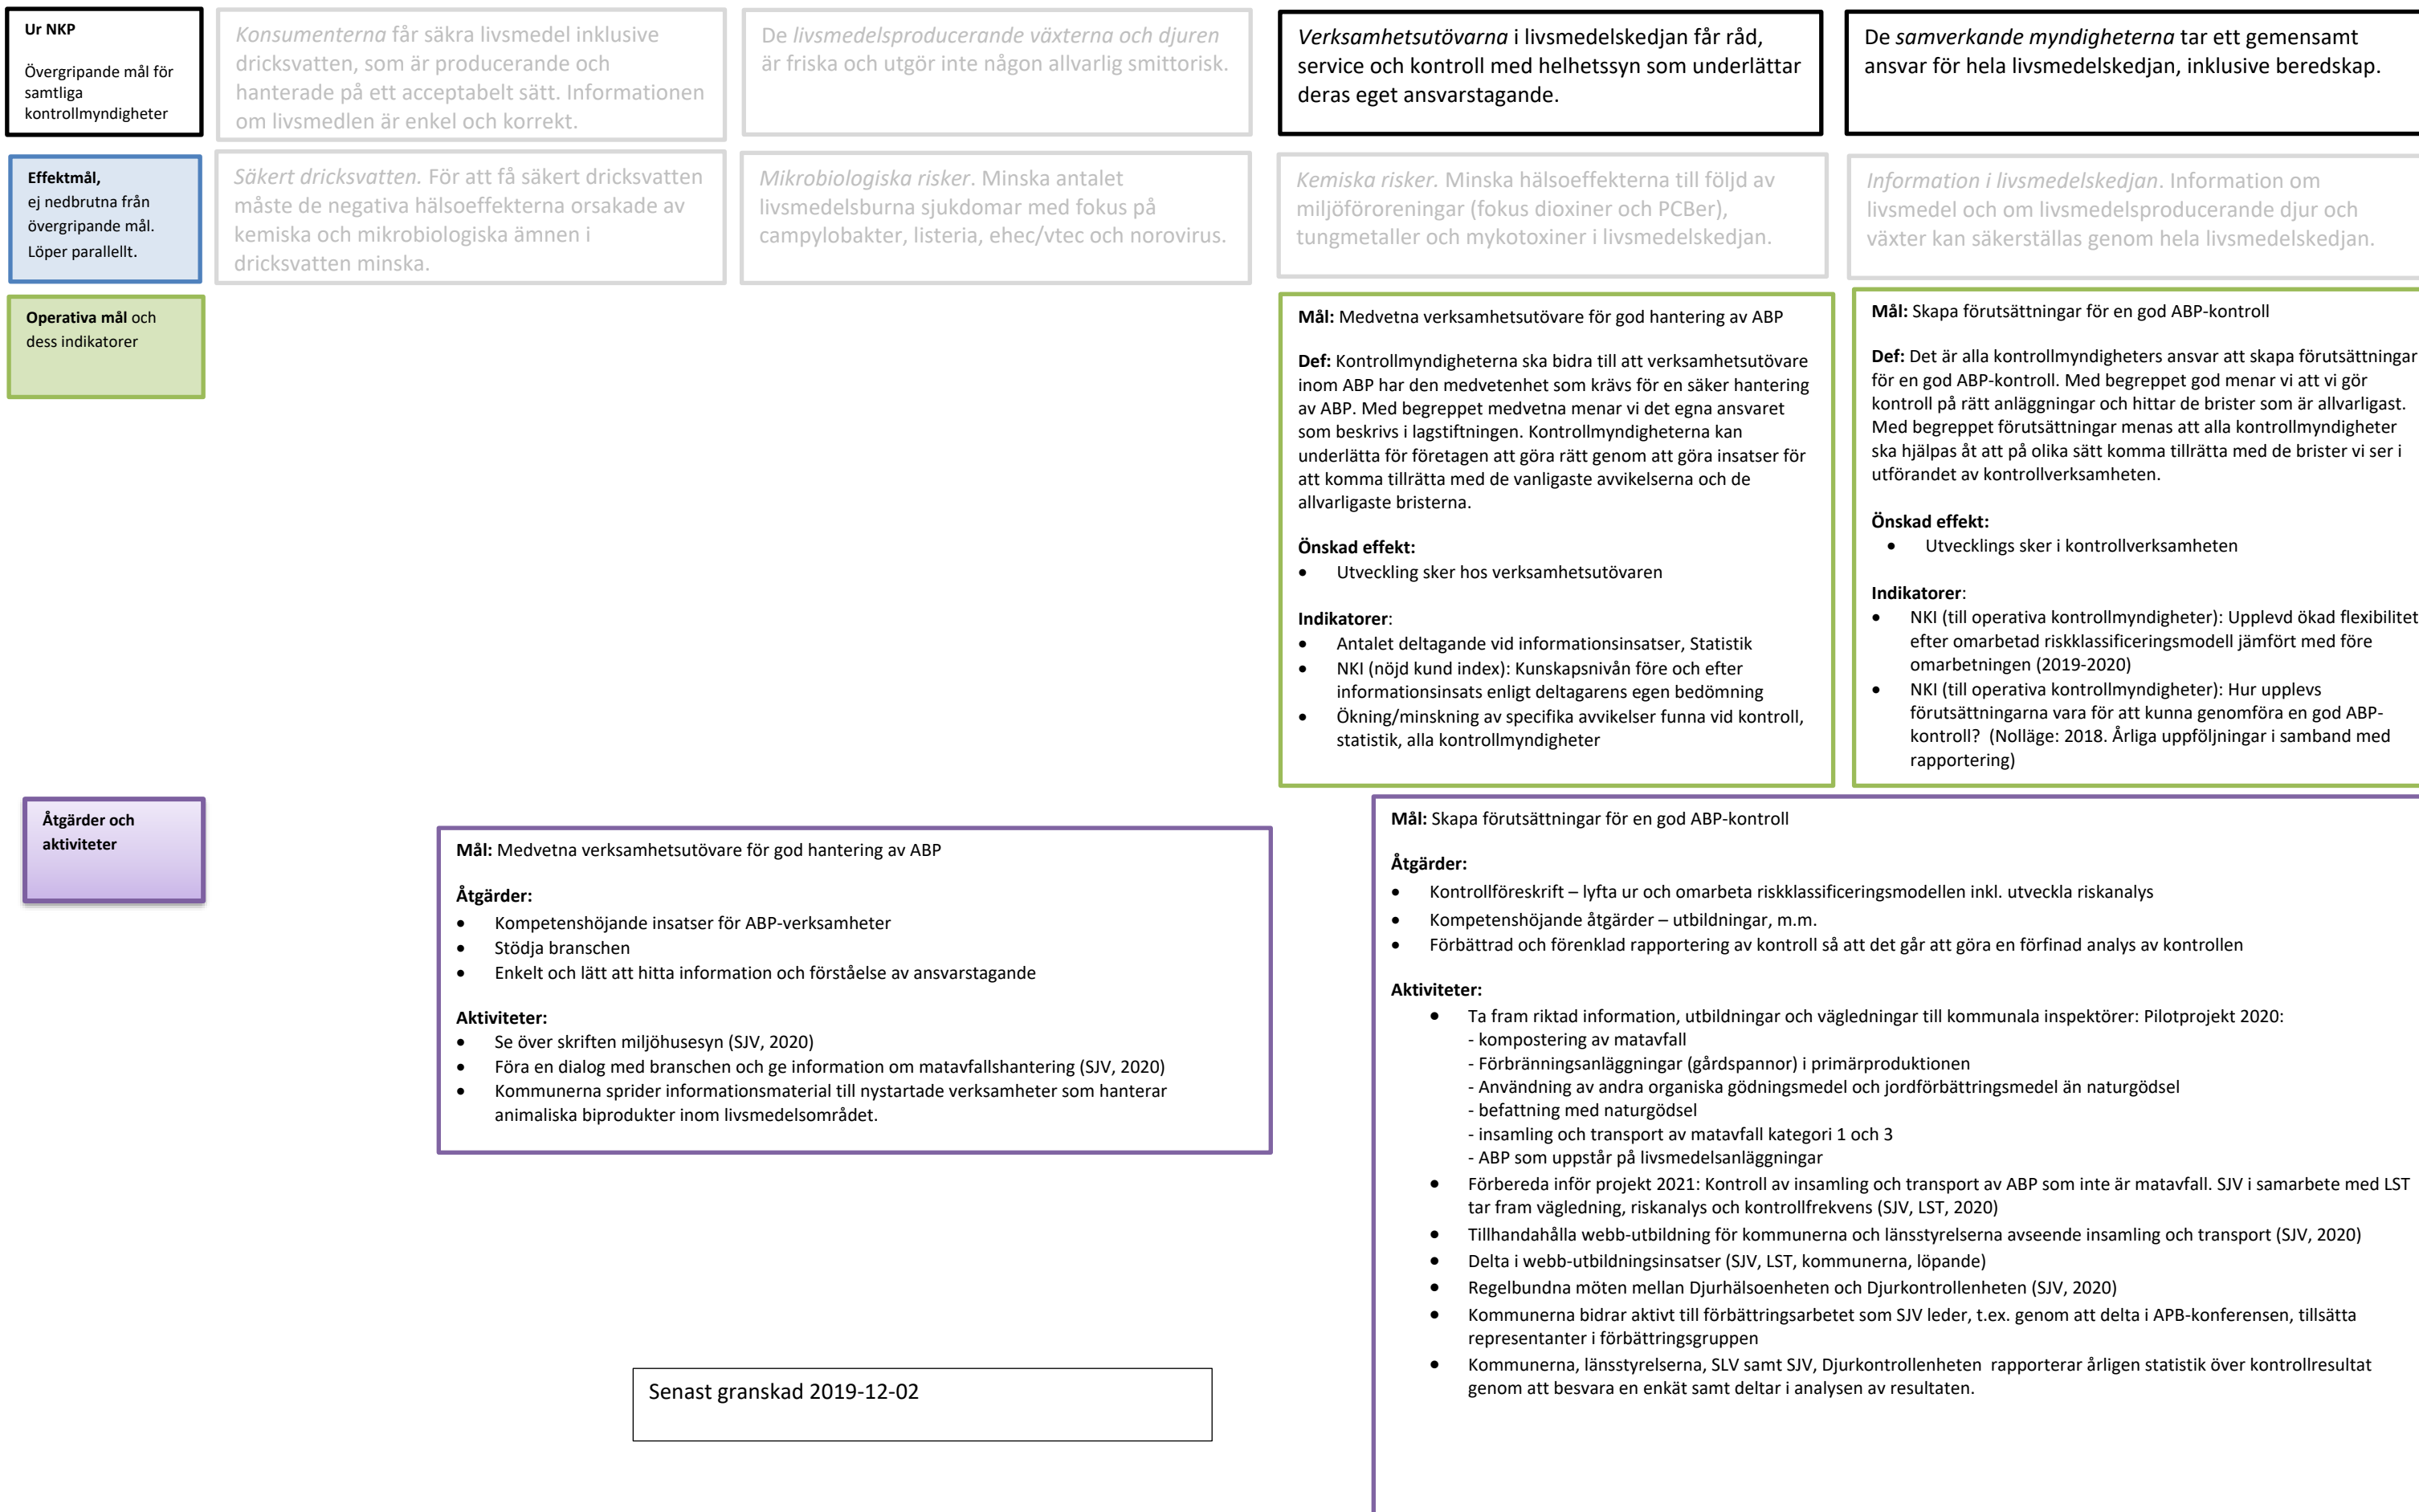 Ur NKP
Övergripande mål för
samtliga
kontrollmyndigheter
Konsumenterna får säkra livsmedel inklusive
dricksvatten, som är producerande och
hanterade på ett acceptabelt sätt. Informationen
om livsmedlen är enkel och korrekt.
De livsmedelsproducerande växterna och djuren
är friska och utgör inte någon allvarlig smittorisk.
Verksamhetsutövarna i livsmedelskedjan får råd,
service och kontroll med helhetssyn som underlättar
deras eget ansvarstagande.
De samverkande myndigheterna tar ett gemensamt
ansvar för hela livsmedelskedjan, inklusive beredskap.
Effektmål,
ej nedbrutna från
övergripande mål.
Löper parallellt.
Säkert dricksvatten. För att få säkert dricksvatten
måste de negativa hälsoeffekterna orsakade av
kemiska och mikrobiologiska ämnen i
dricksvatten minska.
Mikrobiologiska risker. Minska antalet
livsmedelsburna sjukdomar med fokus på
campylobakter, listeria, ehec/vtec och norovirus.
Kemiska risker. Minska hälsoeffekterna till följd av
miljöföroreningar (fokus dioxiner och PCBer),
tungmetaller och mykotoxiner i livsmedelskedjan.
Information i livsmedelskedjan. Information om
livsmedel och om livsmedelsproducerande djur och
växter kan säkerställas genom hela livsmedelskedjan.
Operativa mål och
dess indikatorer
Mål: Medvetna verksamhetsutövare för god hantering av ABP
Def: Kontrollmyndigheterna ska bidra till att verksamhetsutövare
inom ABP har den medvetenhet som krävs för en säker hantering
av ABP. Med begreppet medvetna menar vi det egna ansvaret
som beskrivs i lagstiftningen. Kontrollmyndigheterna kan
underlätta för företagen att göra rätt genom att göra insatser för
att komma tillrätta med de vanligaste avvikelserna och de
allvarligaste bristerna.
Önskad effekt:
• Utveckling sker hos verksamhetsutövaren
Indikatorer:
• Antalet deltagande vid informationsinsatser, Statistik
• NKI (nöjd kund index): Kunskapsnivån före och efter
informationsinsats enligt deltagarens egen bedömning
• Ökning/minskning av specifika avvikelser funna vid kontroll,
statistik, alla kontrollmyndigheter
Mål: Skapa förutsättningar för en god ABP-kontroll
Def: Det är alla kontrollmyndigheters ansvar att skapa förutsättningar
för en god ABP-kontroll. Med begreppet god menar vi att vi gör
kontroll på rätt anläggningar och hittar de brister som är allvarligast.
Med begreppet förutsättningar menas att alla kontrollmyndigheter
ska hjälpas åt att på olika sätt komma tillrätta med de brister vi ser i
utförandet av kontrollverksamheten.
Önskad effekt:
• Utvecklings sker i kontrollverksamheten
Indikatorer:
• NKI (till operativa kontrollmyndigheter): Upplevd ökad flexibilitet
efter omarbetad riskklassificeringsmodell jämfört med före
omarbetningen (2019-2020)
• NKI (till operativa kontrollmyndigheter): Hur upplevs
förutsättningarna vara för att kunna genomföra en god ABP-
kontroll? (Nolläge: 2018. Årliga uppföljningar i samband med
rapportering)
Åtgärder och
aktiviteter
Mål: Medvetna verksamhetsutövare för god hantering av ABP
Åtgärder:
• Kompetenshöjande insatser för ABP-verksamheter
• Stödja branschen
• Enkelt och lätt att hitta information och förståelse av ansvarstagande
Aktiviteter:
• Se över skriften miljöhusesyn (SJV, 2020)
• Föra en dialog med branschen och ge information om matavfallshantering (SJV, 2020)
• Kommunerna sprider informationsmaterial till nystartade verksamheter som hanterar
animaliska biprodukter inom livsmedelsområdet.
Mål: Skapa förutsättningar för en god ABP-kontroll
Åtgärder:
• Kontrollföreskrift – lyfta ur och omarbeta riskklassificeringsmodellen inkl. utveckla riskanalys
• Kompetenshöjande åtgärder – utbildningar, m.m.
• Förbättrad och förenklad rapportering av kontroll så att det går att göra en förfinad analys av kontrollen
Aktiviteter:
• Ta fram riktad information, utbildningar och vägledningar till kommunala inspektörer: Pilotprojekt 2020:
- kompostering av matavfall
- Förbränningsanläggningar (gårdspannor) i primärproduktionen
- Användning av andra organiska gödningsmedel och jordförbättringsmedel än naturgödsel
- befattning med naturgödsel
- insamling och transport av matavfall kategori 1 och 3
- ABP som uppstår på livsmedelsanläggningar
• Förbereda inför projekt 2021: Kontroll av insamling och transport av ABP som inte är matavfall. SJV i samarbete med LST
tar fram vägledning, riskanalys och kontrollfrekvens (SJV, LST, 2020)
• Tillhandahålla webb-utbildning för kommunerna och länsstyrelserna avseende insamling och transport (SJV, 2020)
• Delta i webb-utbildningsinsatser (SJV, LST, kommunerna, löpande)
• Regelbundna möten mellan Djurhälsoenheten och Djurkontrollenheten (SJV, 2020)
• Kommunerna bidrar aktivt till förbättringsarbetet som SJV leder, t.ex. genom att delta i APB-konferensen, tillsätta
representanter i förbättringsgruppen
• Kommunerna, länsstyrelserna, SLV samt SJV, Djurkontrollenheten rapporterar årligen statistik över kontrollresultat
genom att besvara en enkät samt deltar i analysen av resultaten.
Senast granskad 2019-12-02